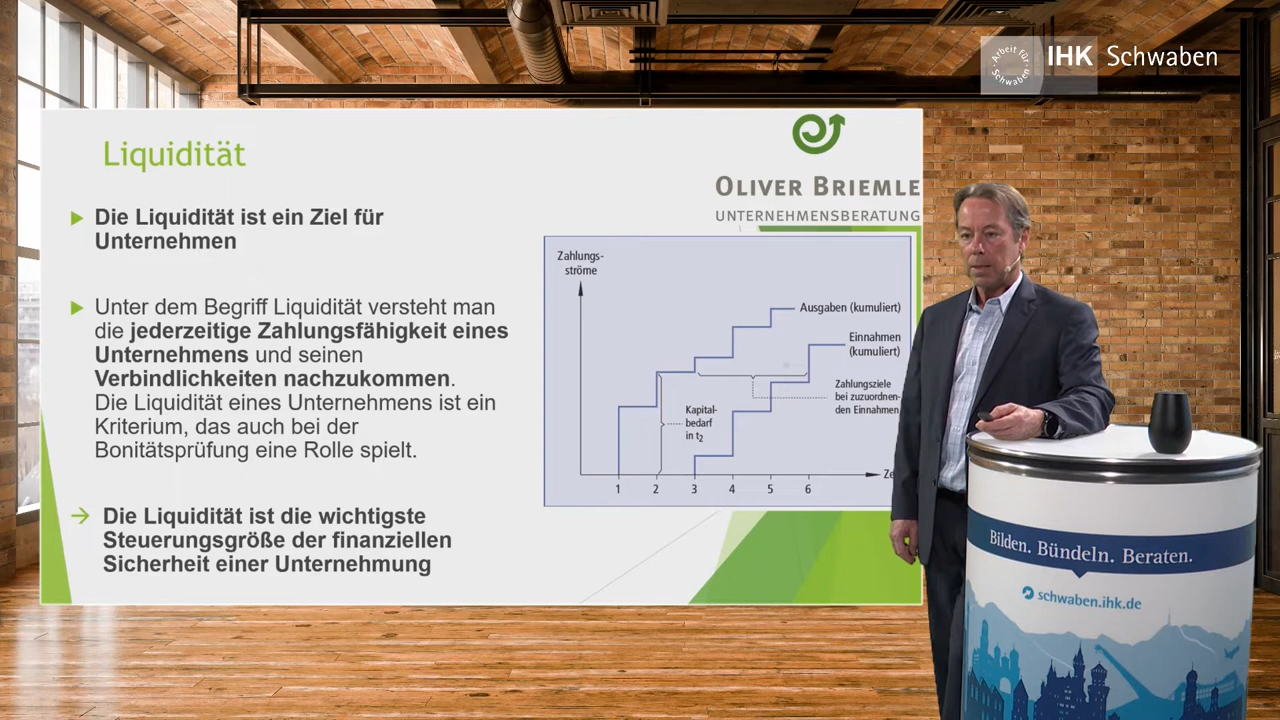 Arbeit für
Schwaben
IHK Schwaben
Liquidität
OLIVER BRIEMLE
UNTERNEHMENSBERATUNG
Die Liquidität ist ein Ziel für
Unternehmen
Unter dem Begriff Liquidität versteht man
die jederzeitige Zahlungsfähigkeit eines
Unternehmens und seinen
Verbindlichkeiten nachzukommen.
Die Liquidität eines Unternehmens ist ein
Kriterium, das auch bei der
Bonitätsprüfung eine Rolle spielt.
Die Liquidität ist die wichtigste
Steuerungsgröße der finanziellen
Sicherheit einer Unternehmung
Zahlungs-
ströme
Ausgaben (kumuliert)
Einnahmen
(kumuliert)
Zahlungsziele
bei zuzuordnen-
den Einnahmen
Kapital-
bedarf
in t2
1 2 3 4 5 6
Bilden. Bündeln. Beraten.
schwaben.ihk.de